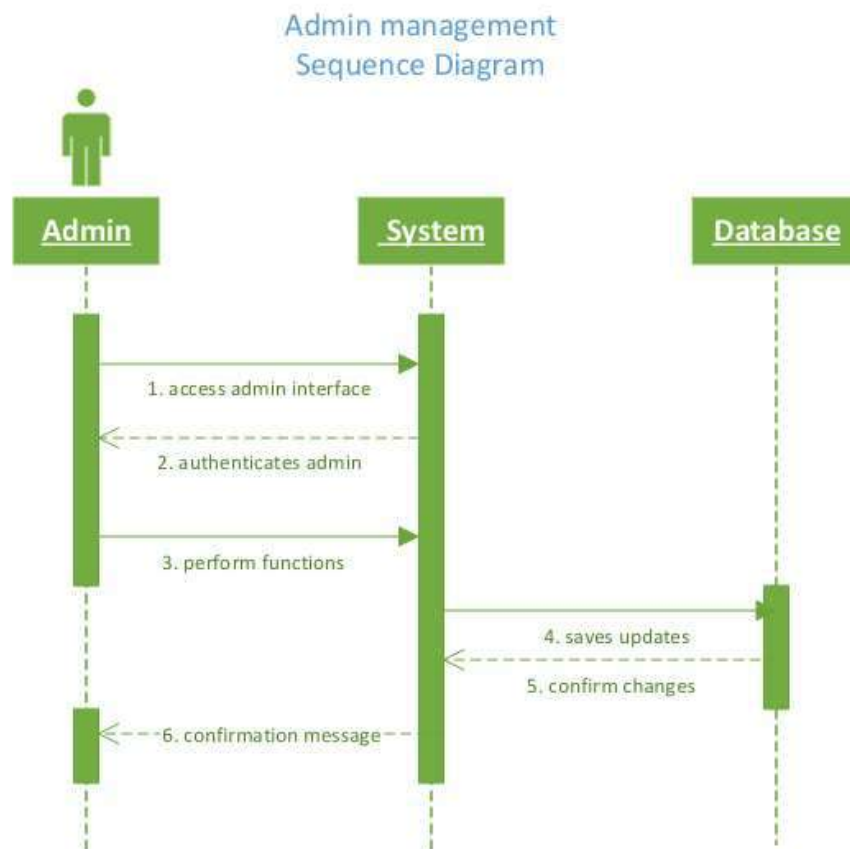 Admin management
Sequence Diagram
Admin
System
Database
1. access admin interface
2. authenticates admin
3. perform functions
4. saves updates
5. confirm changes
6. confirmation message